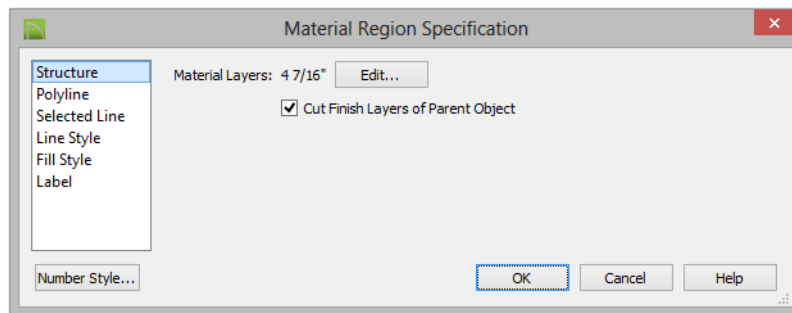 Material Region Specification
Structure
Polyline
Selected Line
Line Style
Fill Style
Label
Material Layers: 4 7/16" Edit...
Cut Finish Layers of Parent Object
Number Style...
OK Cancel Help